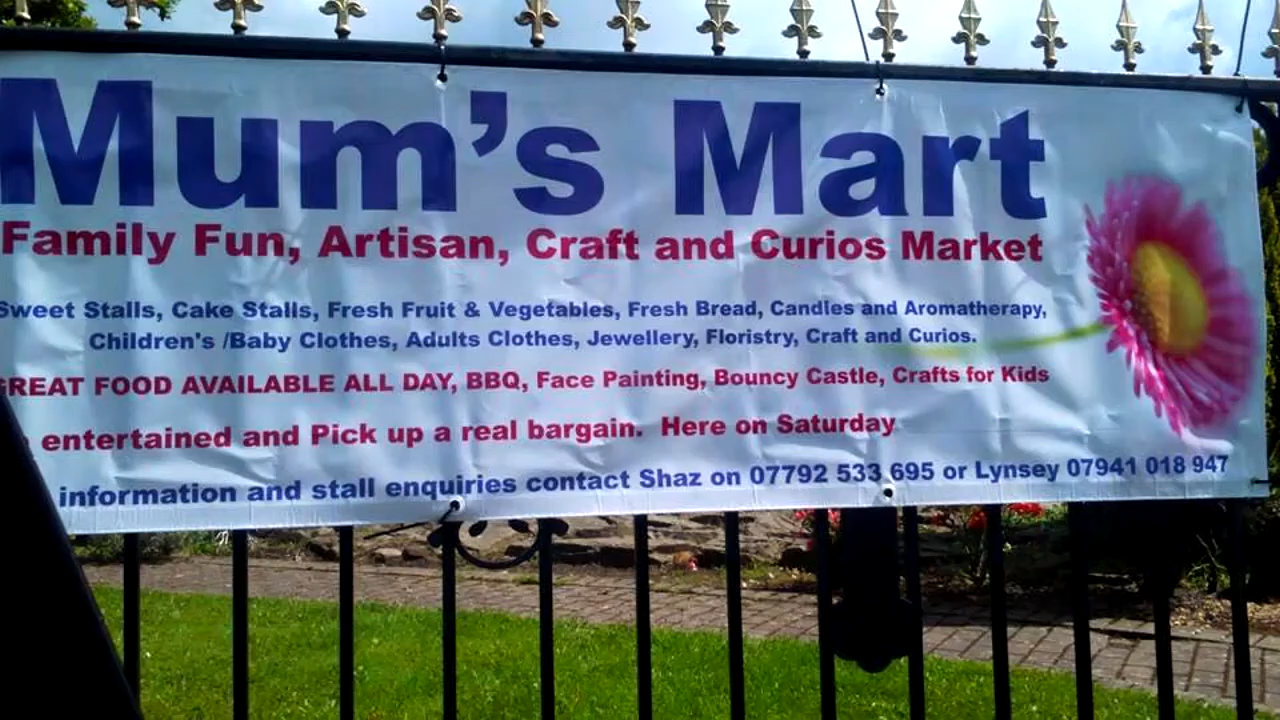 Mum's Mart
Family Fun, Artisan, Craft and Curios Market
Sweet Stalls, Cake Stalls, Fresh Fruit & Vegetables, Fresh Bread, Candles and Aromatherapy,
Children's /Baby Clothes, Adults Clothes, Jewellery, Floristry, Craft and Curios.
GREAT FOOD AVAILABLE ALL DAY, BBQ, Face Painting, Bouncy Castle, Crafts for Kids
entertained and Pick up a real bargain. Here on Saturday
information and stall enquiries contact Shaz on 07792 533 695 or Lynsey 07941 018 947